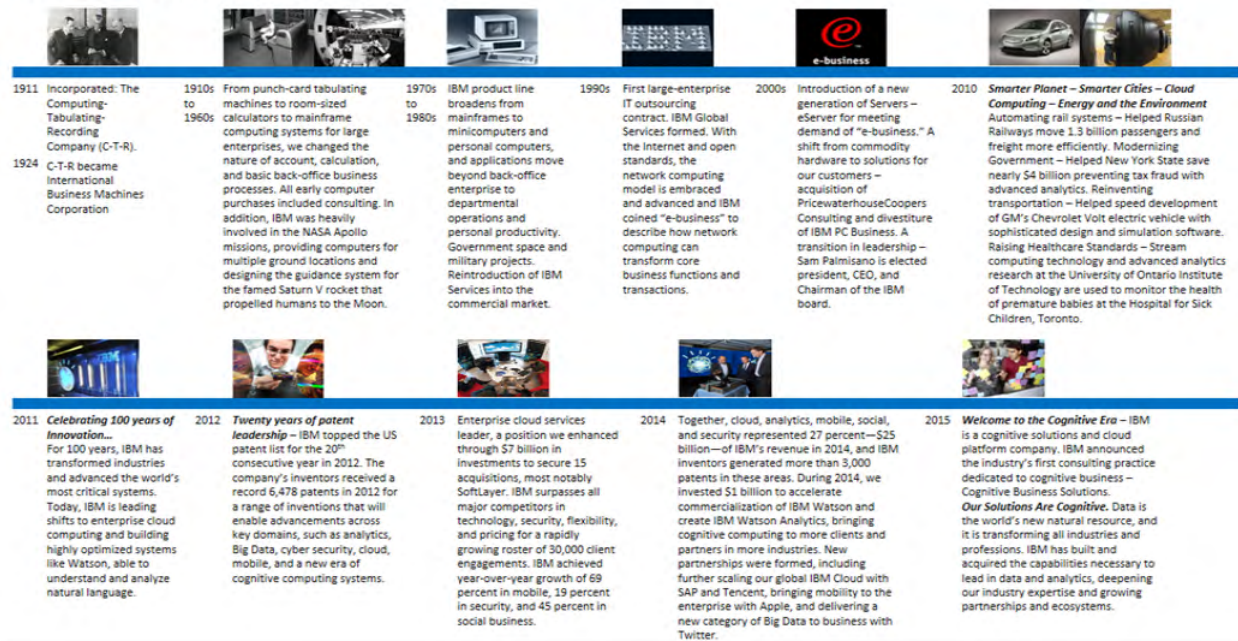 e-business
1911 Incorporated: The
Computing-
Tabulating-
Recording
Company (C-T-R).
1924 C-T-R became
International
Business Machines
Corporation
1910s
to
1960s
From punch-card tabulating
machines to room-sized
calculators to mainframe
computing systems for large
enterprises, we changed the
nature of account, calculation,
and basic back-office business
processes. All early computer
purchases included consulting. In
addition, IBM was heavily
involved in the NASA Apollo
missions, providing computers for
multiple ground locations and
designing the guidance system for
the famed Saturn V rocket that
propelled humans to the Moon.
1970s
to
1980s
IBM product line
broadens from
mainframes to
minicomputers and
personal computers,
and applications move
beyond back-office
enterprise to
departmental
operations and
personal productivity.
Government space and
military projects.
Reintroduction of IBM
Services into the
commercial market.
1990s First large-enterprise
IT outsourcing
contract. IBM Global
Services formed. With
the Internet and open
standards, the
network computing
model is embraced
and advanced and IBM
coined "e-business" to
describe how network
computing can
transform core
business functions and
transactions.
2000s Introduction of a new
generation of Servers –
eServer for meeting
demand of "e-business." A
shift from commodity
hardware to solutions for
our customers –
acquisition of
PricewaterhouseCoopers
Consulting and divestiture
of IBM PC Business. A
transition in leadership –
Sam Palmisano is elected
president, CEO, and
Chairman of the IBM
board.
2010 Smarter Planet – Smarter Cities – Cloud
Computing – Energy and the Environment
Automating rail systems – Helped Russian
Railways move 1.3 billion passengers and
freight more efficiently. Modernizing
Government – Helped New York State save
nearly $4 billion preventing tax fraud with
advanced analytics. Reinventing
transportation – Helped speed development
of GM's Chevrolet Volt electric vehicle with
sophisticated design and simulation software.
Raising Healthcare Standards – Stream
computing technology and advanced analytics
research at the University of Ontario Institute
of Technology are used to monitor the health
of premature babies at the Hospital for Sick
Children, Toronto.
IBM
2011 Celebrating 100 years of
Innovation…
For 100 years, IBM has
transformed industries
and advanced the world's
most critical systems.
Today, IBM is leading
shifts to enterprise cloud
computing and building
highly optimized systems
like Watson, able to
understand and analyze
natural language.
2012 Twenty years of patent
leadership – IBM topped the US
patent list for the 20th
consecutive year in 2012. The
company's inventors received a
record 6,478 patents in 2012 for
a range of inventions that will
enable advancements across
key domains, such as analytics,
Big Data, cyber security, cloud,
mobile, and a new era of
cognitive computing systems.
2013 Enterprise cloud services
leader, a position we enhanced
through $7 billion in
investments to secure 15
acquisitions, most notably
SoftLayer. IBM surpasses all
major competitors in
technology, security, flexibility,
and pricing for a rapidly
growing roster of 30,000 client
engagements. IBM achieved
year-over-year growth of 69
percent in mobile, 19 percent
in security, and 45 percent in
social business.
2014 Together, cloud, analytics, mobile, social,
and security represented 27 percent—$25
billion—of IBM's revenue in 2014, and IBM
inventors generated more than 3,000
patents in these areas. During 2014, we
invested $1 billion to accelerate
commercialization of IBM Watson and
create IBM Watson Analytics, bringing
cognitive computing to more clients and
partners in more industries. New
partnerships were formed, including
further scaling our global IBM Cloud with
SAP and Tencent, bringing mobility to the
enterprise with Apple, and delivering a
new category of Big Data to business with
Twitter.
2015 Welcome to the Cognitive Era – IBM
is a cognitive solutions and cloud
platform company. IBM announced
the industry's first consulting practice
dedicated to cognitive business –
Cognitive Business Solutions.
Our Solutions Are Cognitive. Data is
the world's new natural resource, and
it is transforming all industries and
professions. IBM has built and
acquired the capabilities necessary to
lead in data and analytics, deepening
our industry expertise and growing
partnerships and ecosystems.